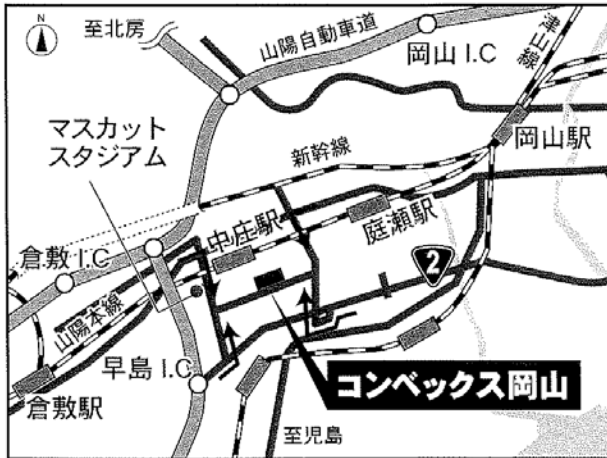 N
至北房
山陽自動車道
岡山 I.C
津山線
マスカット
スタジアム
新幹線
岡山駅
中庄駅
庭瀬駅
倉敷 I.C
2
山陽本線
早島 I.C
コンベックス岡山
倉敷駅
至児島